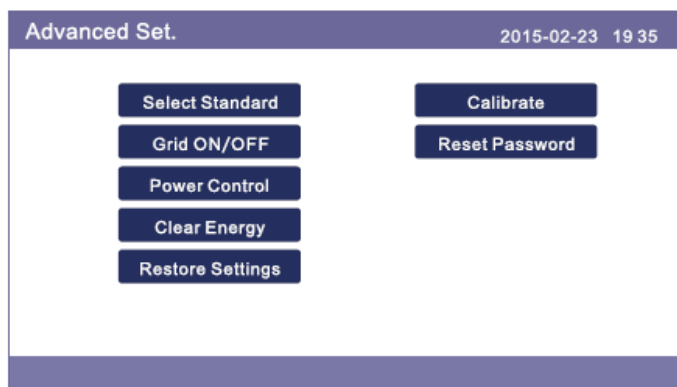 Advanced Set.
2015-02-23 19 35
Select Standard
Grid ON/OFF
Power Control
Clear Energy
Restore Settings
Calibrate
Reset Password